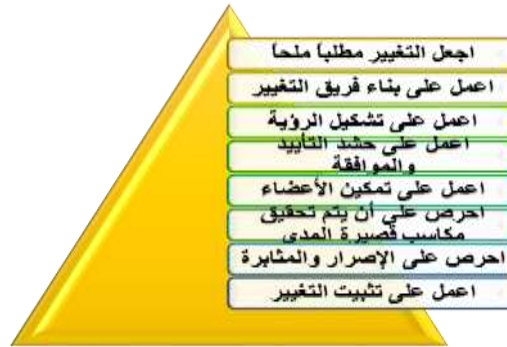 اجعل التغيير مطلباً ملحاً
اعمل على بناء فريق التغيير
اعمل على تشكيل الرؤية
اعمل على حشد التأييد
والموافقة
اعمل على تمكين الأعضاء
احرص على أن يتم تحقيق
مكاسب قصيرة المدى
احرص على الإصرار والمثابرة
اعمل على تثبيت التغيير